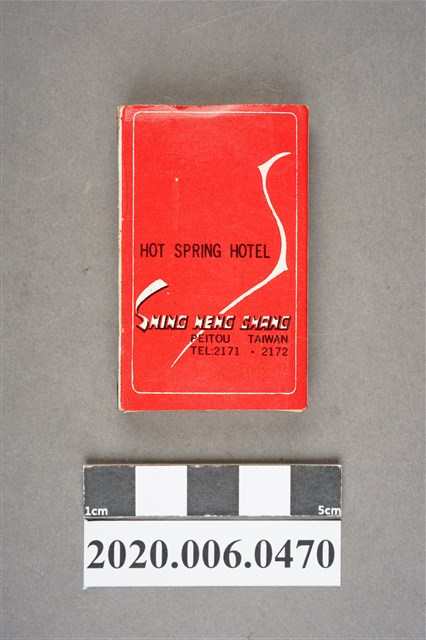 HOT SPRING HOTEL
SHING NENG CHANG
PEITOU TAIWAN
TEL:2171 • 2172
1cm 5cm
2020.006.0470